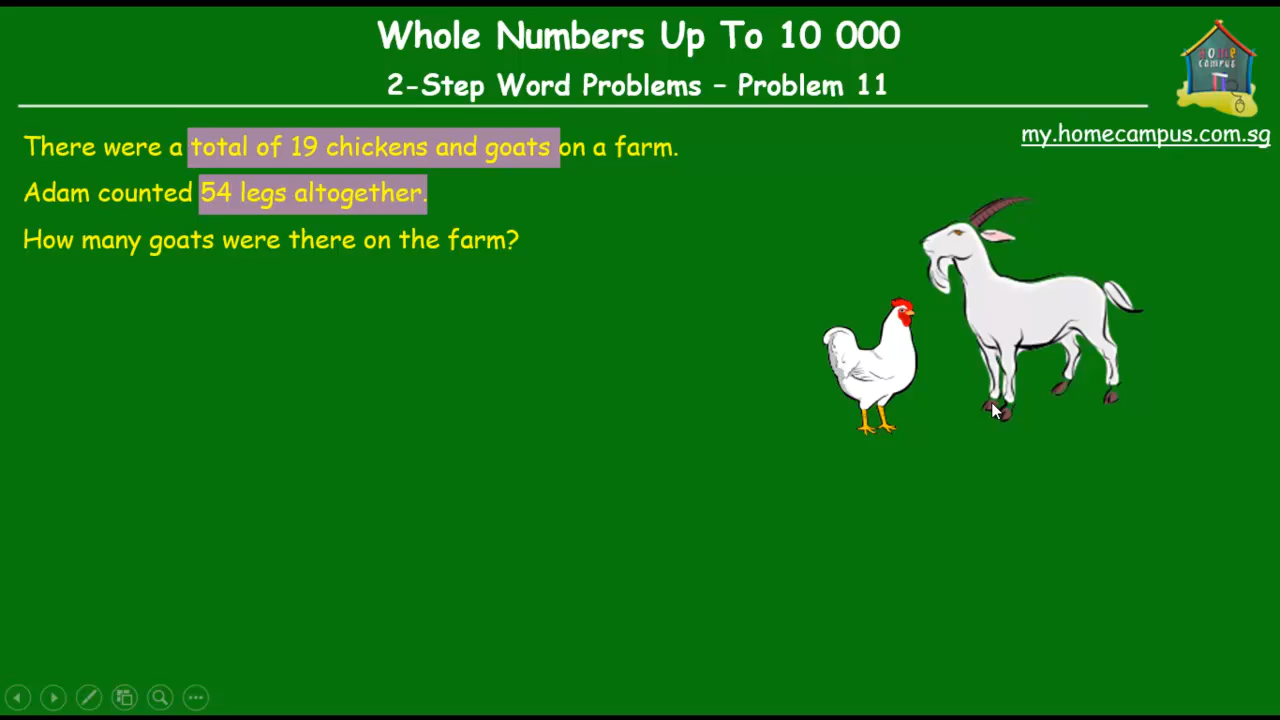 Whole Numbers Up To 10 000
2-Step Word Problems – Problem 11
HOME
CAMPUS
my.homecampus.com.sg
There were a total of 19 chickens and goats on a farm.
Adam counted 54 legs altogether.
How many goats were there on the farm?